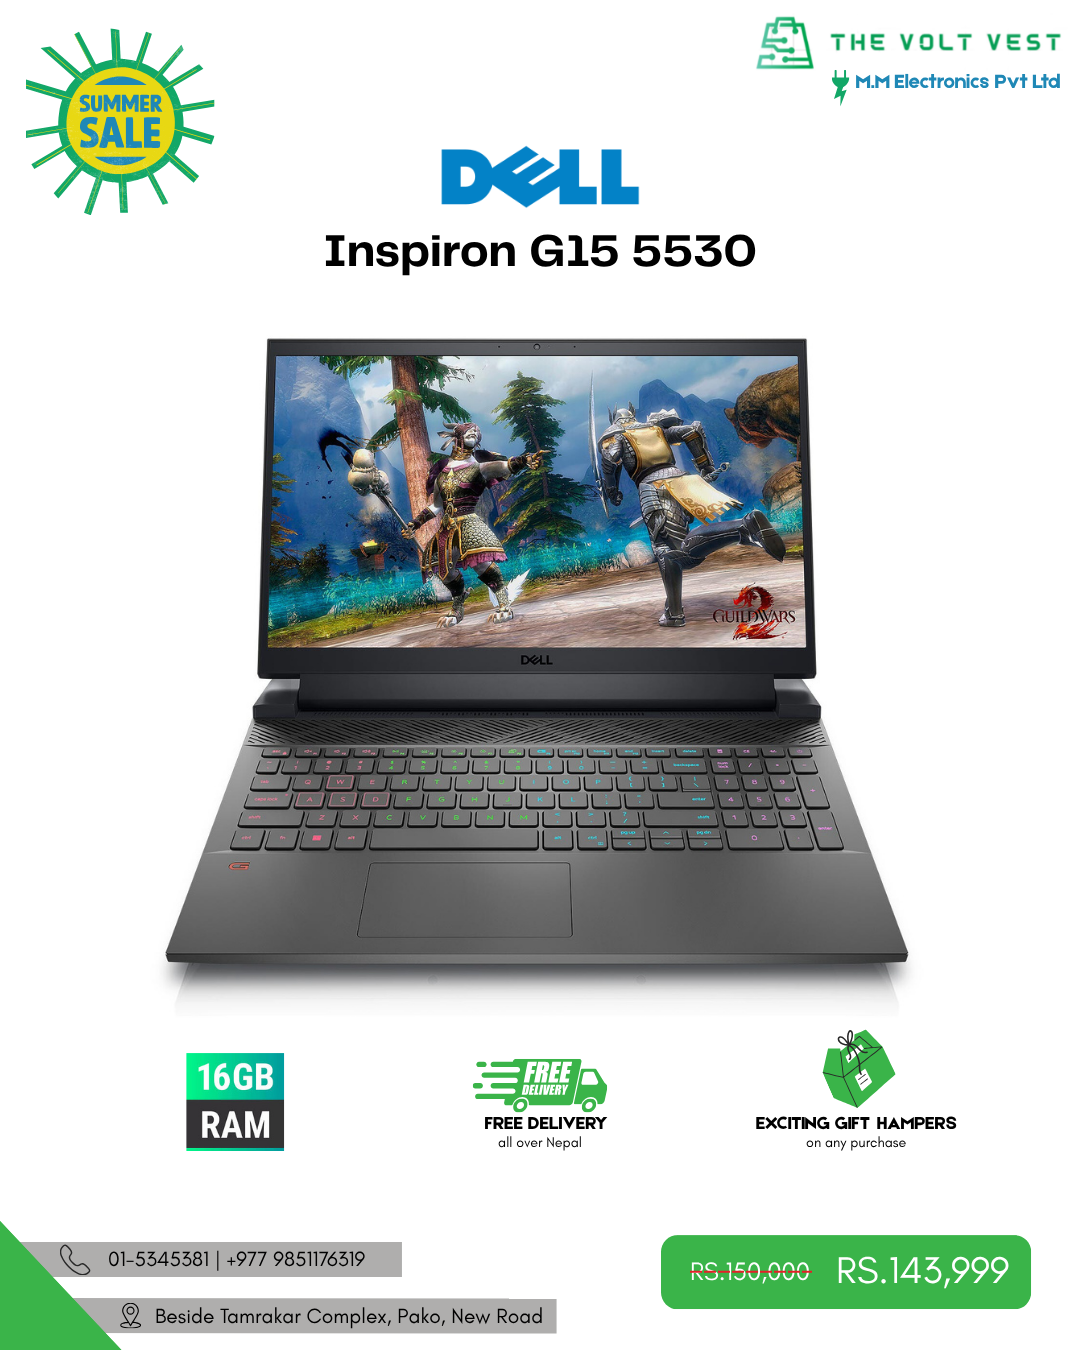 SUMMER
SALE
THE VOLT VEST
M.M Electronics Pvt Ltd
DELL
Inspiron G15 5530
GUILD WARS
DELL
16GB
RAM
FREE
DELIVERY
FREE DELIVERY
all over Nepal
EXCITING GIFT HAMPERS
on any purchase
01-5345381 | +977 9851176319
Beside Tamrakar Complex, Pako, New Road
RS.150,000 RS.143,999